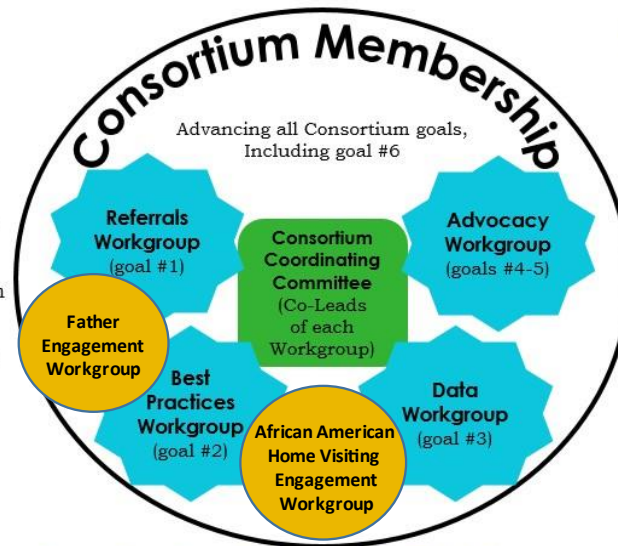 Consortium Membership
Advancing all Consortium goals,
Including goal #6
Referrals
Workgroup
(goal #1)
Consortium
Coordinating
Committee
(Co-Leads
of each
Workgroup)
Advocacy
Workgroup
(goals #4-5)
Father
Engagement
Workgroup
Best
Practices
Workgroup
(goal #2)
African American
Home Visiting
Engagement
Workgroup
Data
Workgroup
(goal #3)